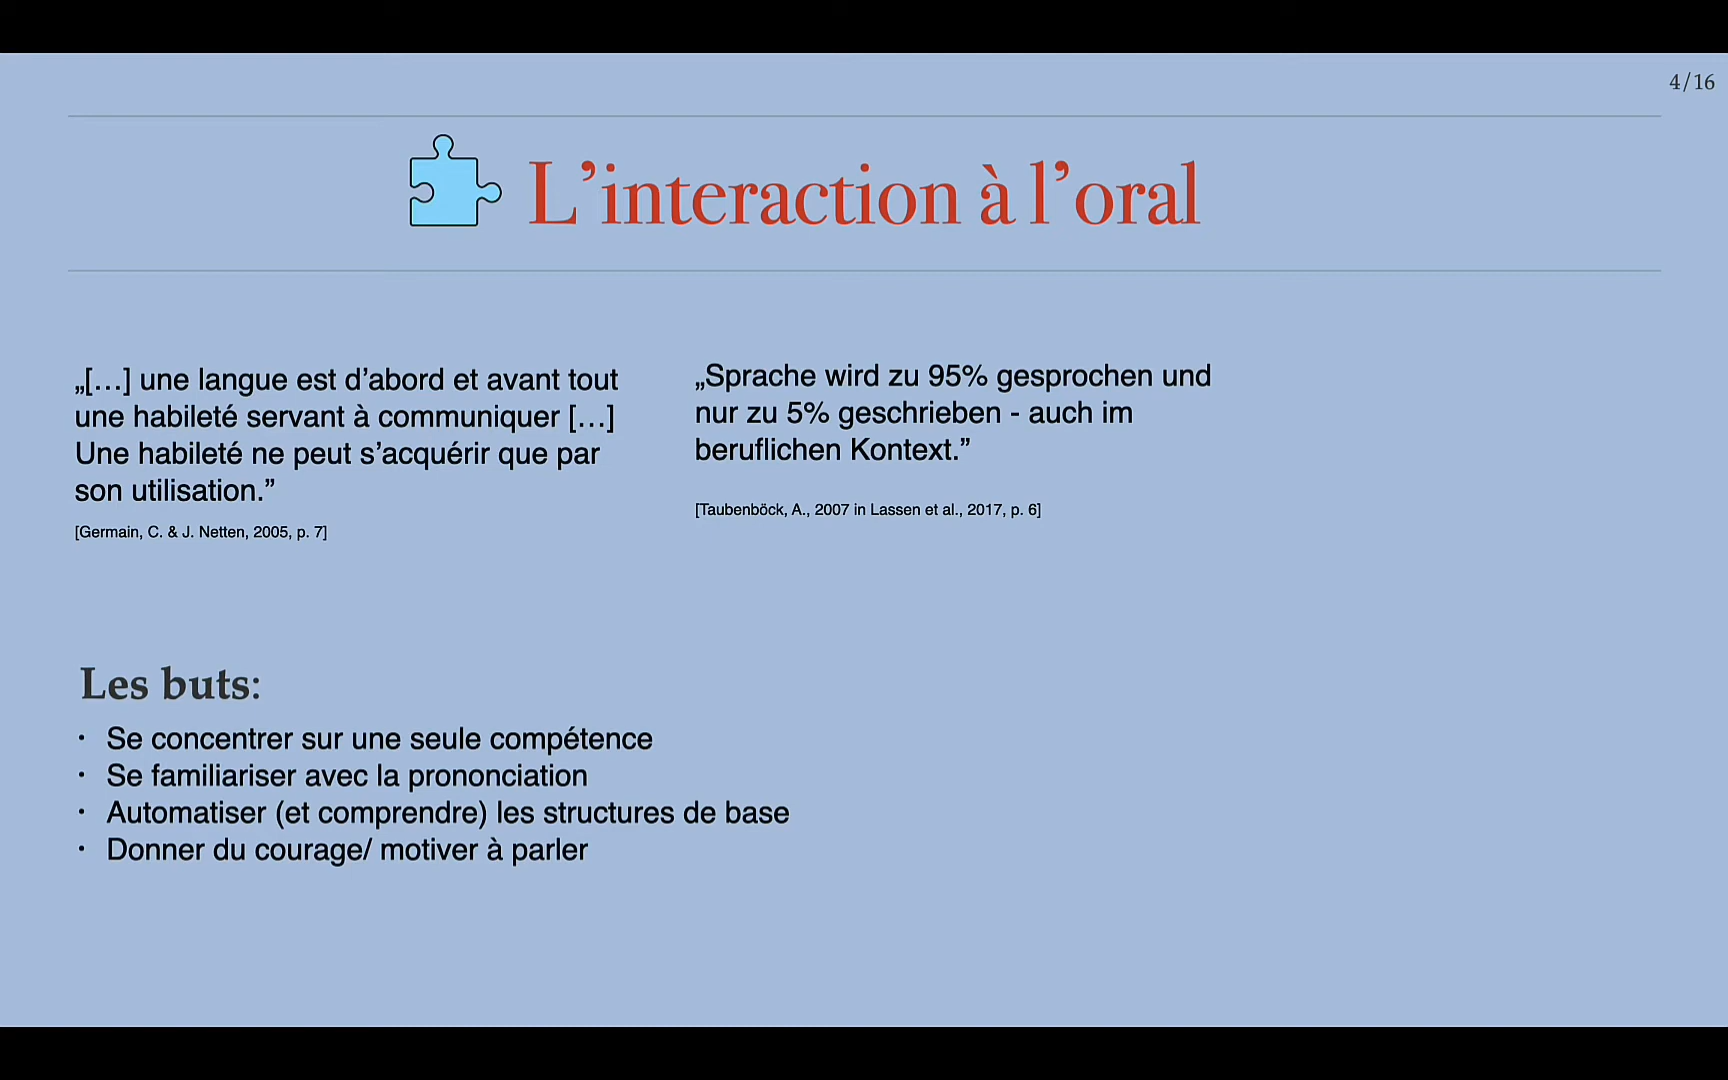 4/16
L’interaction à l’oral
„[…] une langue est d’abord et avant tout
une habileté servant à communiquer […]
Une habileté ne peut s’acquérir que par
son utilisation.”
[Germain, C. & J. Netten, 2005, p. 7]
„Sprache wird zu 95% gesprochen und
nur zu 5% geschrieben - auch im
beruflichen Kontext.”
[Taubenböck, A., 2007 in Lassen et al., 2017, p. 6]
Les buts:
• Se concentrer sur une seule compétence
• Se familiariser avec la prononciation
• Automatiser (et comprendre) les structures de base
• Donner du courage/ motiver à parler